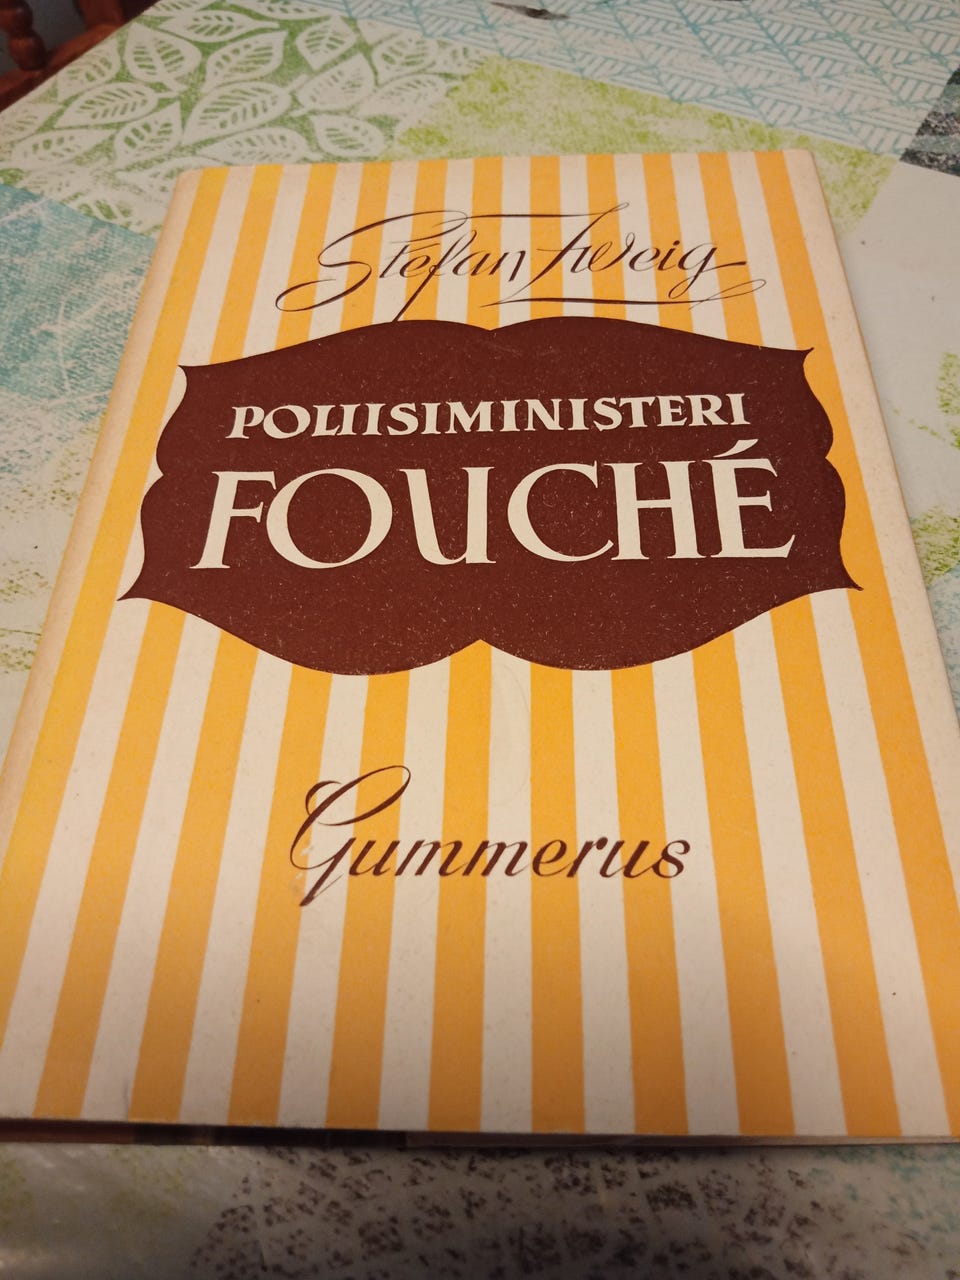 Stefan Zweig
POLIISIMINISTERI
FOUCHÉ
Gummerus